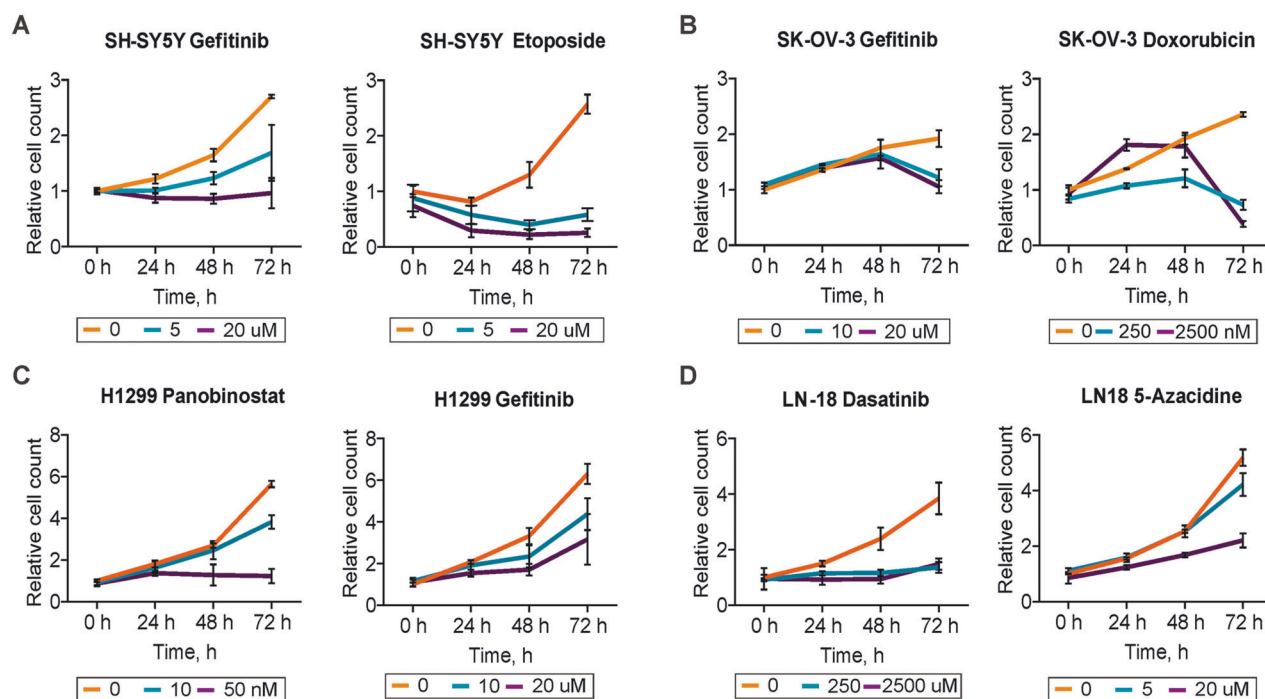 A
SH-SY5Y Gefitinib
Relative cell count
3
2
1
0
0 h 24 h 48 h 72 h
Time, h
0 5 20 uM
SH-SY5Y Etoposide
Relative cell count
3
2
1
0
0 h 24 h 48 h 72 h
Time, h
0 5 20 uM
B
SK-OV-3 Gefitinib
Relative cell count
3
2
1
0
0 h 24 h 48 h 72 h
Time, h
0 10 20 uM
SK-OV-3 Doxorubicin
Relative cell count
3
2
1
0
0 h 24 h 48 h 72 h
Time, h
0 250 2500 nM
C
H1299 Panobinostat
Relative cell count
8
6
4
2
0
0 h 24 h 48 h 72 h
Time, h
0 10 50 nM
H1299 Gefitinib
Relative cell count
8
6
4
2
0
0 h 24 h 48 h 72 h
Time, h
0 10 20 uM
D
LN-18 Dasatinib
Relative cell count
6
4
2
0
0 h 24 h 48 h 72 h
Time, h
0 250 2500 uM
LN18 5-Azacidine
Relative cell count
6
4
2
0
0 h 24 h 48 h 72 h
Time, h
0 5 20 uM